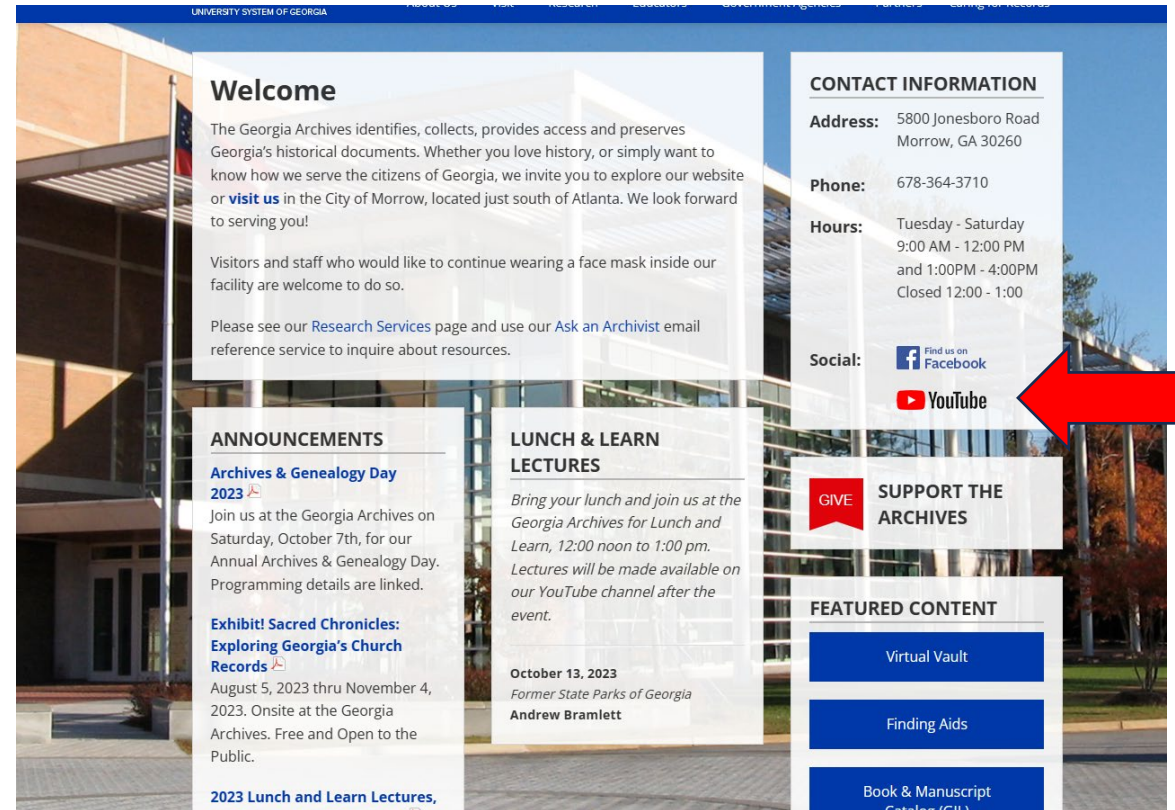 UNIVERSITY SYSTEM OF GEORGIA
About Us Visit Research Educators Government Agencies Partners Caring for Records
Welcome
The Georgia Archives identifies, collects, provides access and preserves
Georgia's historical documents. Whether you love history, or simply want to
know how we serve the citizens of Georgia, we invite you to explore our website
or visit us in the City of Morrow, located just south of Atlanta. We look forward
to serving you!
Visitors and staff who would like to continue wearing a face mask inside our
facility are welcome to do so.
Please see our Research Services page and use our Ask an Archivist email
reference service to inquire about resources.
ANNOUNCEMENTS
Archives & Genealogy Day
2023
Join us at the Georgia Archives on
Saturday, October 7th, for our
Annual Archives & Genealogy Day.
Programming details are linked.
Exhibit! Sacred Chronicles:
Exploring Georgia's Church
Records
August 5, 2023 thru November 4,
2023. Onsite at the Georgia
Archives. Free and Open to the
Public.
2023 Lunch and Learn Lectures,
LUNCH & LEARN
LECTURES
Bring your lunch and join us at the
Georgia Archives for Lunch and
Learn, 12:00 noon to 1:00 pm.
Lectures will be made available on
our YouTube channel after the
event.
October 13, 2023
Former State Parks of Georgia
Andrew Bramlett
CONTACT INFORMATION
Address: 5800 Jonesboro Road
Morrow, GA 30260
Phone: 678-364-3710
Hours: Tuesday - Saturday
9:00 AM - 12:00 PM
and 1:00PM - 4:00PM
Closed 12:00 - 1:00
Social: Find us on
Facebook
YouTube
GIVE SUPPORT THE
ARCHIVES
FEATURED CONTENT
Virtual Vault
Finding Aids
Book & Manuscript
Catalog (GIL)